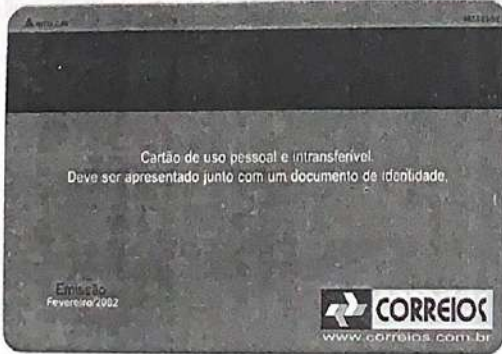 Cartão de uso pessoal e intransferível.
Deve ser apresentado junto com um documento de identidade.
Emissão
Fevereiro/2002
CORREIOS
www.correios.com.br